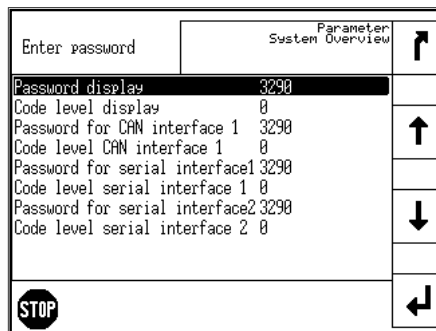 Enter password
Parameter
System Overview
Password display 3290
Code level display 0
Password for CAN interface 1 3290
Code level CAN interface 1 0
Password for serial interface1 3290
Code level serial interface 1 0
Password for serial interface2 3290
Code level serial interface 2 0
STOP